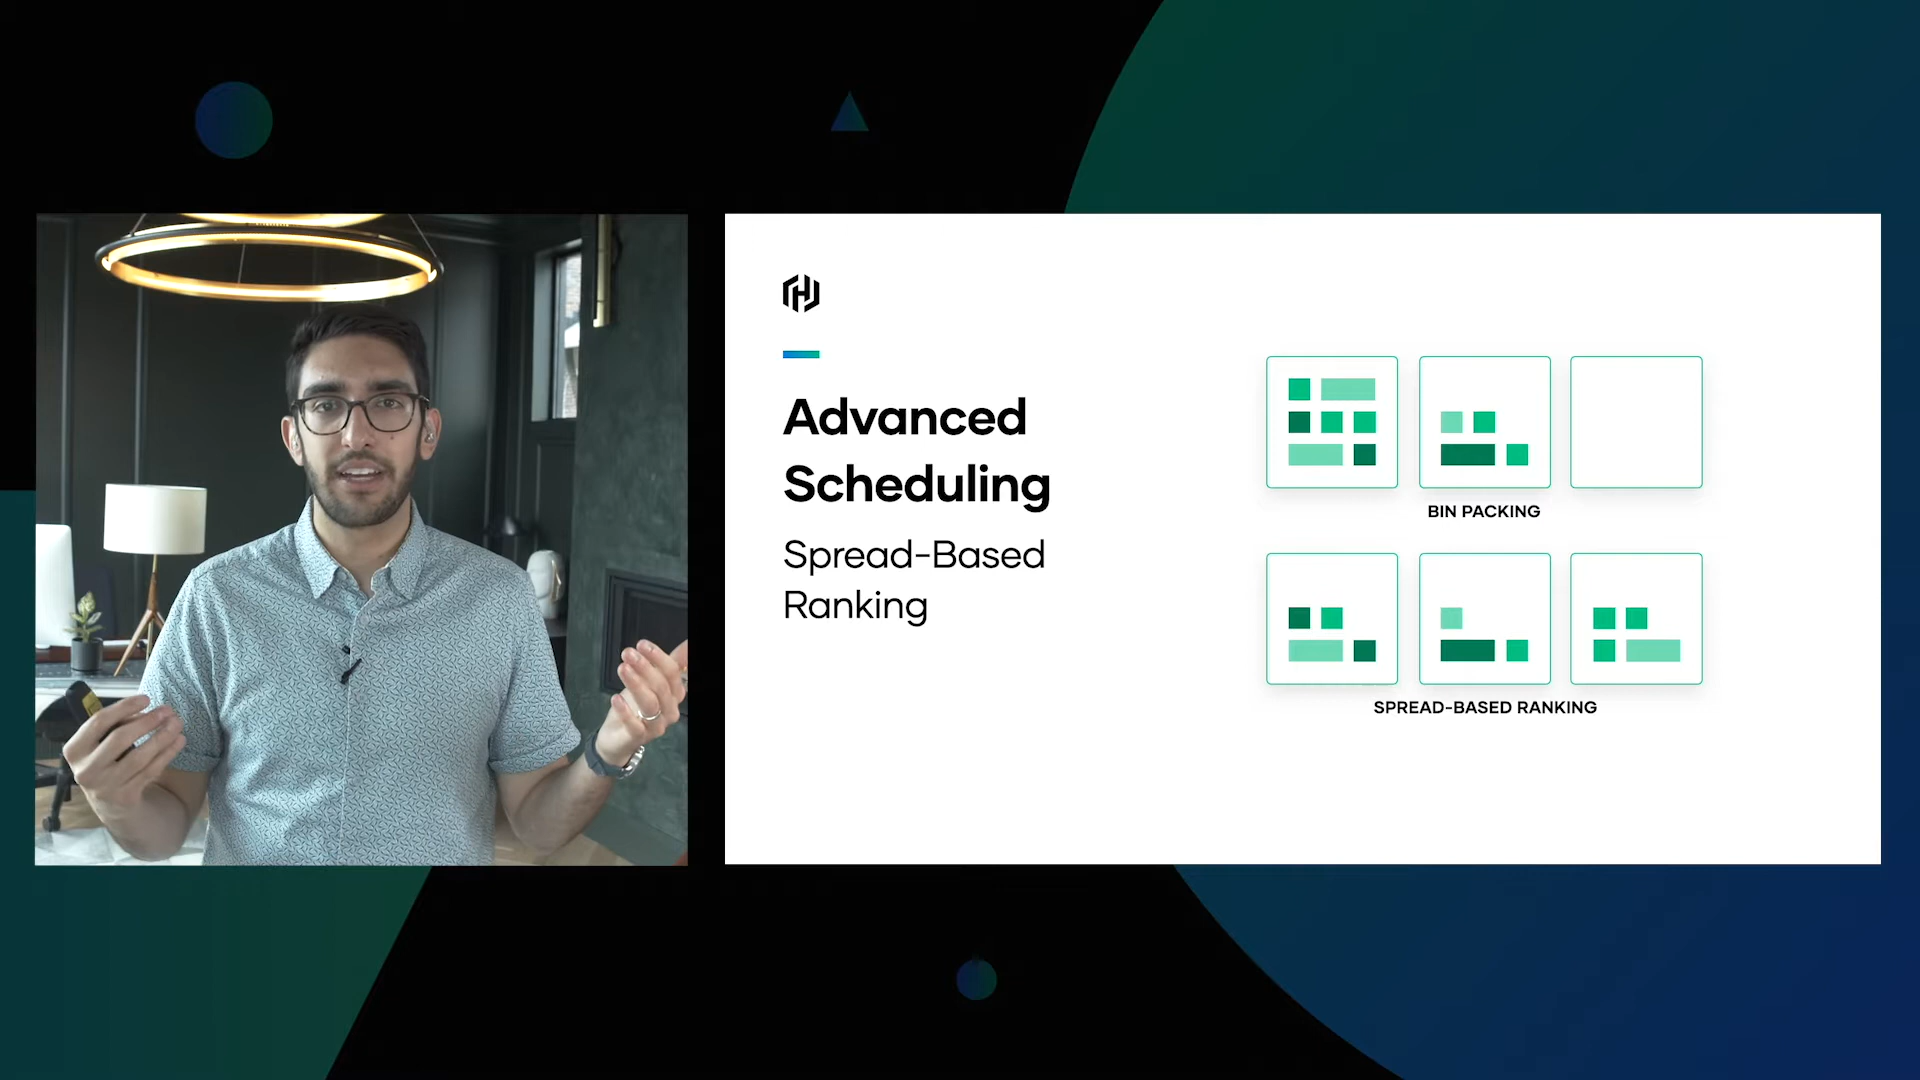 Advanced
Scheduling
Spread-Based
Ranking
BIN PACKING
SPREAD-BASED RANKING